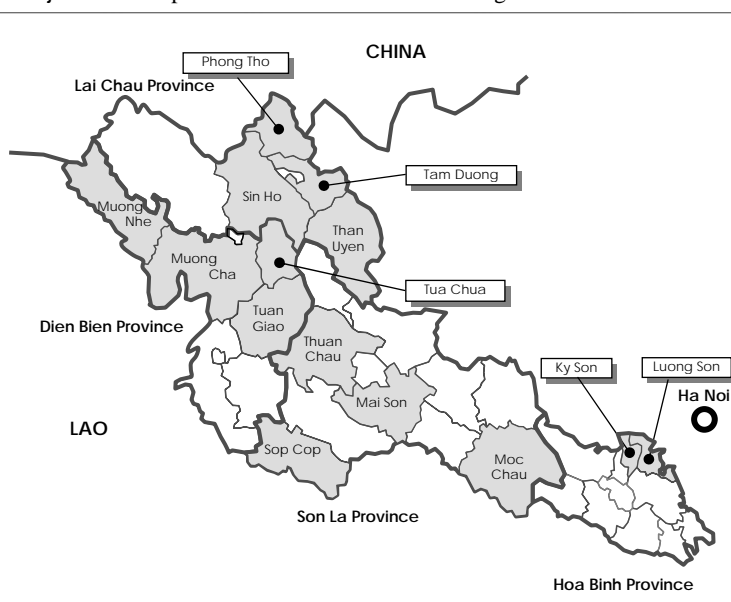 CHINA
Phong Tho
Lai Chau Province
Tam Duong
Sin Ho
Muong
Nhe
Than
Uyen
Muong
Cha
Tua Chua
Tuan
Giao
Dien Bien Province
Thuan
Chau
Ky Son
Luong Son
Ha Noi
Mai Son
LAO
Sop Cop
Moc
Chau
Son La Province
Hoa Binh Province